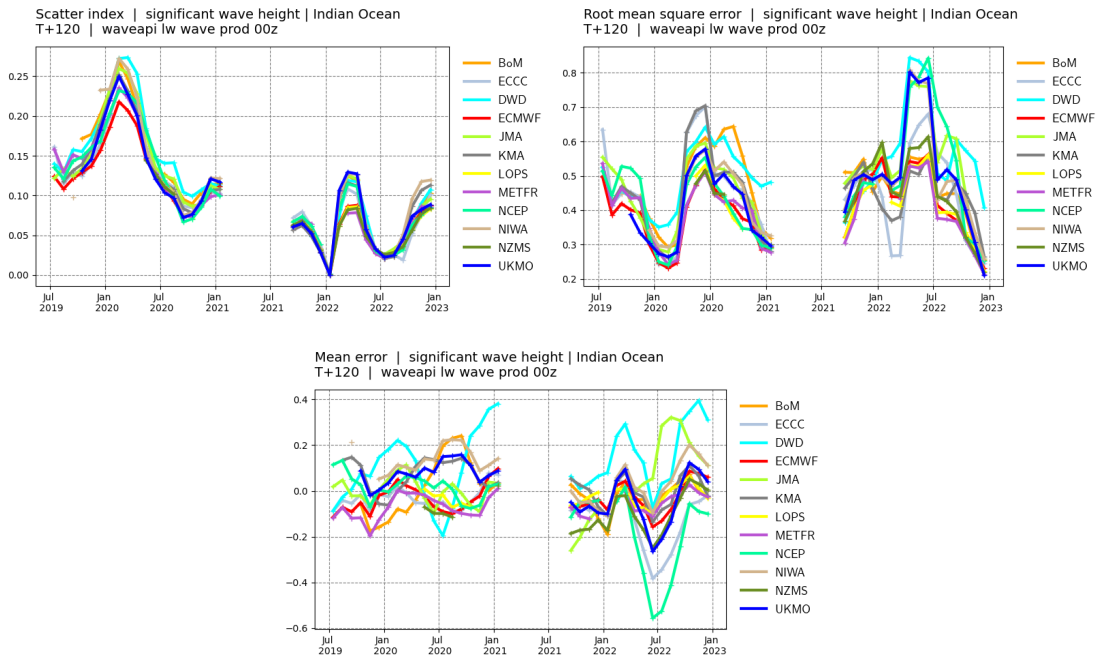 Scatter index | significant wave height | Indian Ocean
T+120 | waveapi lw wave prod 00z
0.25
0.20
0.15
0.10
0.05
0.00
Jul Jan Jul Jan Jul Jan Jul Jan
2019 2020 2020 2021 2021 2022 2022 2023
BoM
ECCC
DWD
ECMWF
JMA
KMA
LOPS
METFR
NCEP
NIWA
NZMS
UKMO
Root mean square error | significant wave height | Indian Ocean
T+120 | waveapi lw wave prod 00z
0.8
0.7
0.6
0.5
0.4
0.3
0.2
Jul Jan Jul Jan Jul Jan Jul Jan
2019 2020 2020 2021 2021 2022 2022 2023
BoM
ECCC
DWD
ECMWF
JMA
KMA
LOPS
METFR
NCEP
NIWA
NZMS
UKMO
Mean error | significant wave height | Indian Ocean
T+120 | waveapi lw wave prod 00z
0.4
0.2
0.0
−0.2
−0.4
−0.6
Jul Jan Jul Jan Jul Jan Jul Jan
2019 2020 2020 2021 2021 2022 2022 2023
BoM
ECCC
DWD
ECMWF
JMA
KMA
LOPS
METFR
NCEP
NIWA
NZMS
UKMO